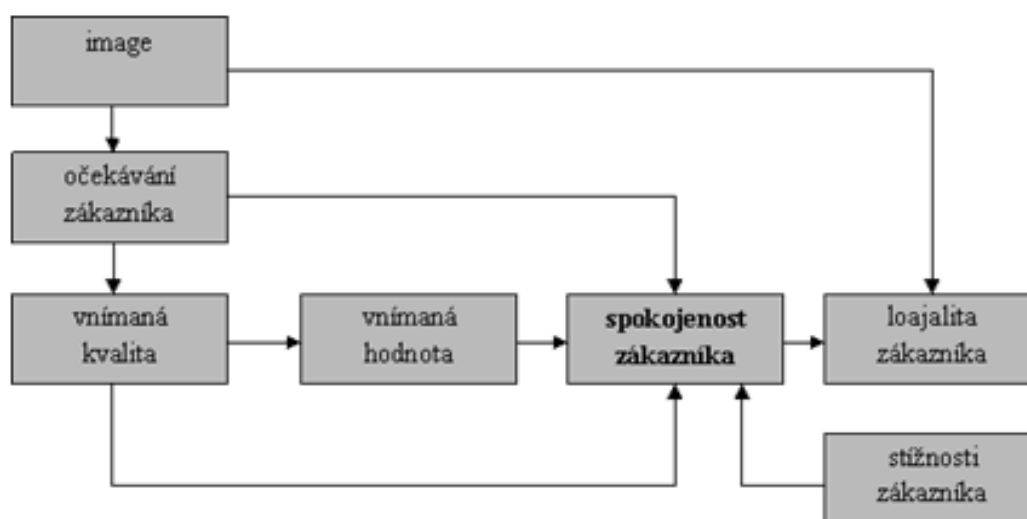 image
očekávání
zákazníka
vnímaná
kvalita
vnímaná
hodnota
spokojenost
zákazníka
loajalita
zákazníka
stížnosti
zákazníka